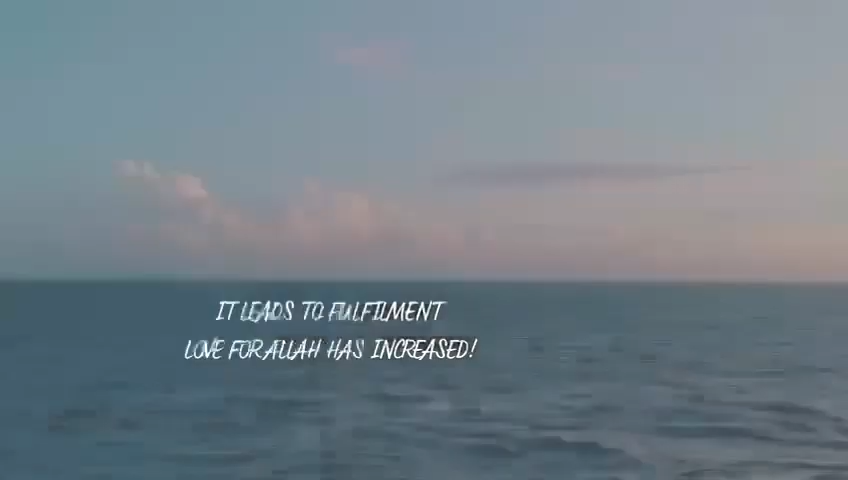 IT LEADS TO FULFILMENT
LOVE FOR ALLAH HAS INCREASED!